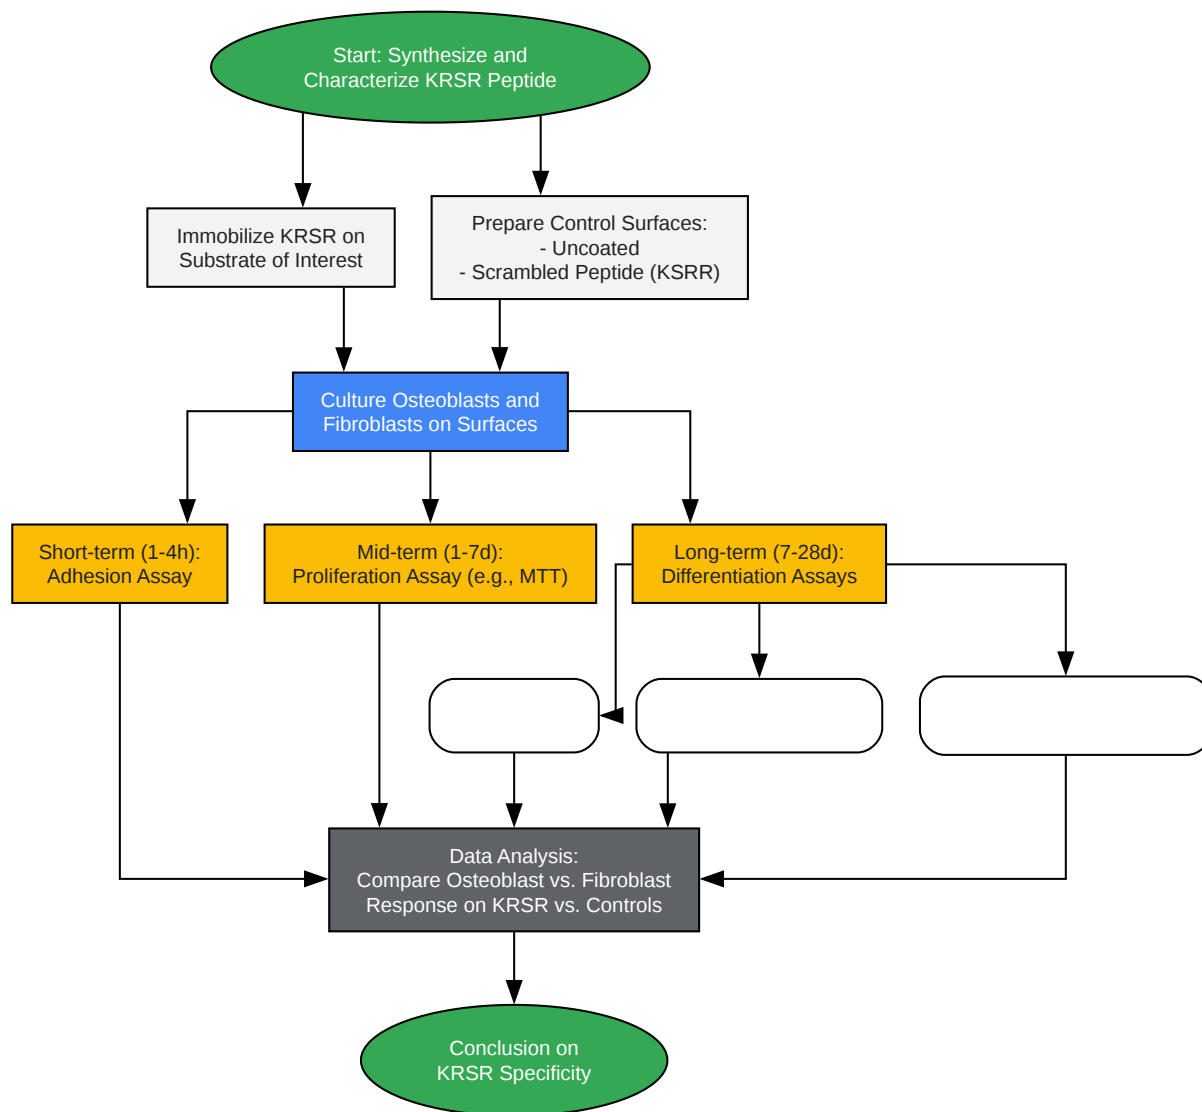 Start: Synthesize and
Characterize KRSR Peptide
Immobilize KRSR on
Substrate of Interest
Prepare Control Surfaces:
- Uncoated
- Scrambled Peptide (KSRR)
Culture Osteoblasts and
Fibroblasts on Surfaces
Short-term (1-4h):
Adhesion Assay
Mid-term (1-7d):
Proliferation Assay (e.g., MTT)
Long-term (7-28d):
Differentiation Assays
Data Analysis:
Compare Osteoblast vs. Fibroblast
Response on KRSR vs. Controls
Conclusion on
KRSR Specificity